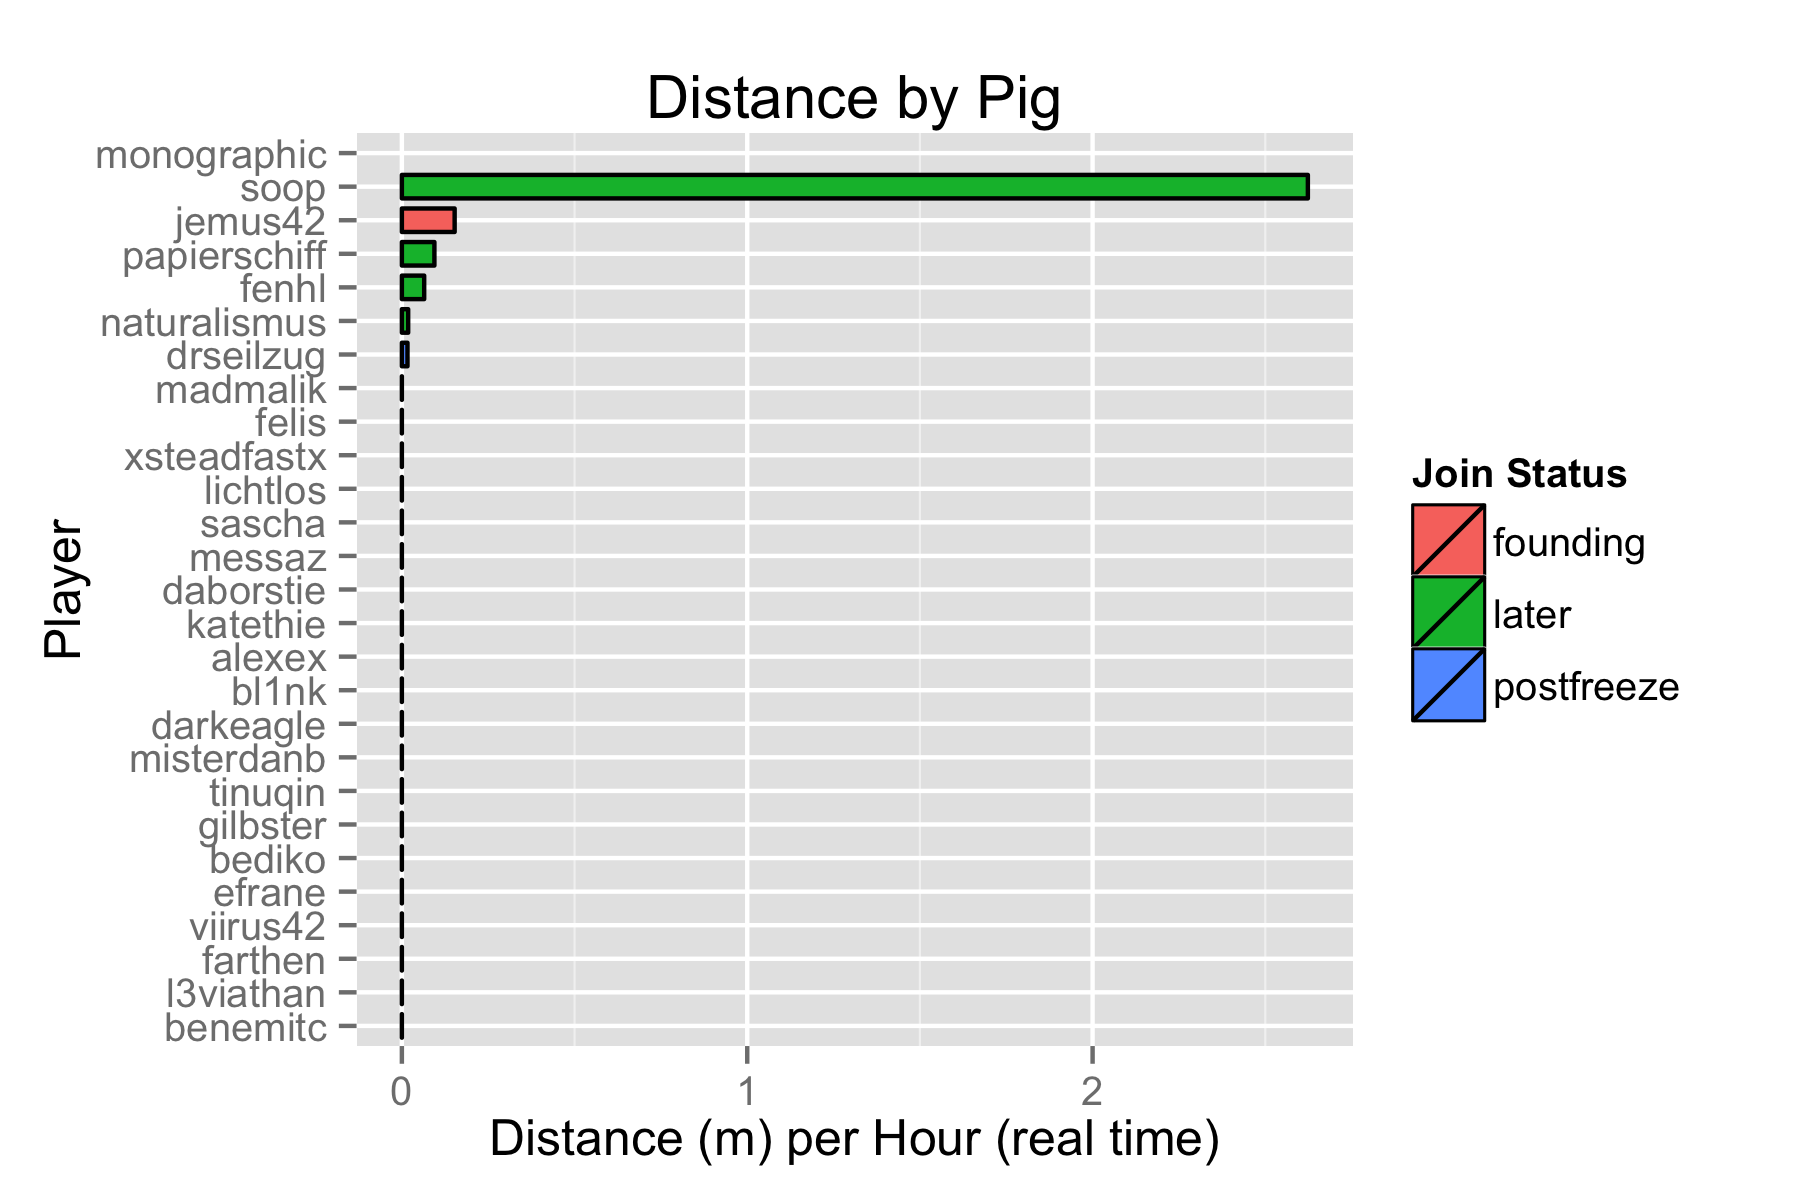 Distance by Pig
monographic
soop
jemus42
papierschiff
fenhl
naturalismus
drseilzug
madmalik
felis
xsteadfastx
lichtlos
sascha
messaz
daborstie
katethie
alexex
bl1nk
darkeagle
misterdanb
tinuqin
gilbster
bediko
efrane
viirus42
farthen
l3viathan
benemitc
Player
0 1 2
Distance (m) per Hour (real time)
Join Status
founding
later
postfreeze